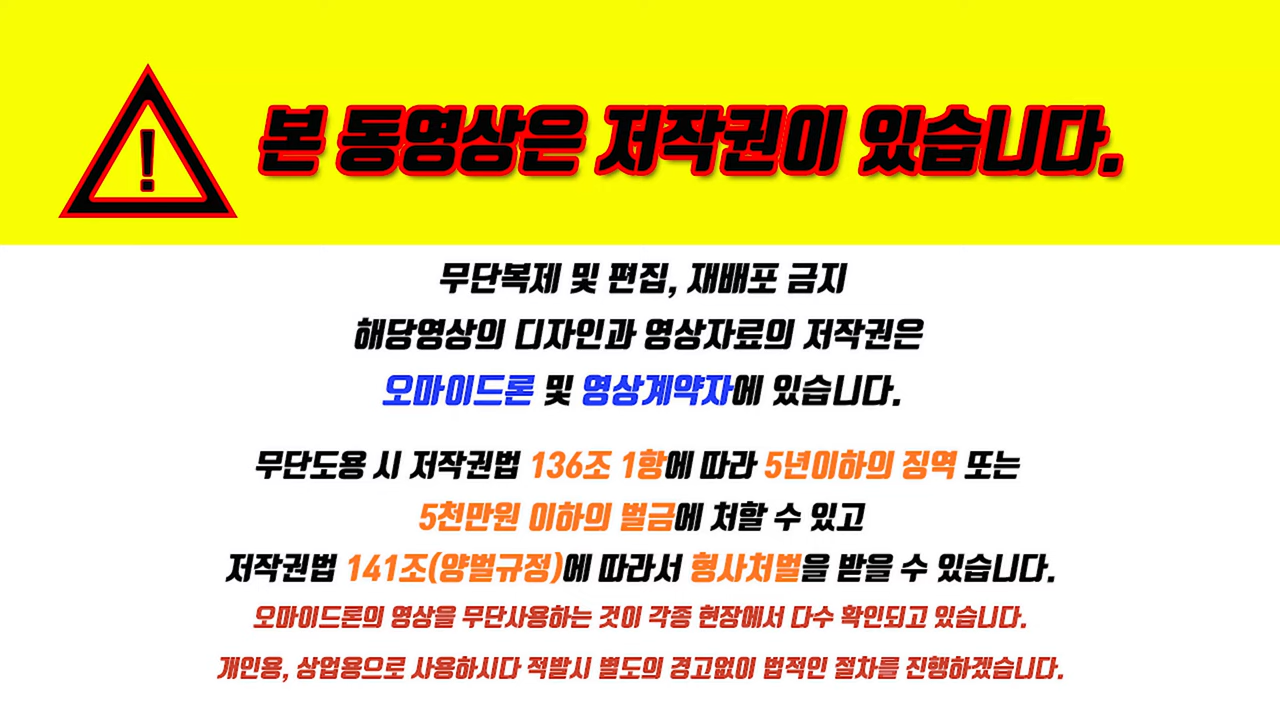 본 동영상은 저작권이 있습니다.
무단복제 및 편집, 재배포 금지
해당영상의 디자인과 영상자료의 저작권은
오마이드론 및 영상계약자에 있습니다.
무단도용 시 저작권법 136조 1항에 따라 5년이하의 징역 또는
5천만원 이하의 벌금에 처할 수 있고
저작권법 141조(양벌규정)에 따라서 형사처벌을 받을 수 있습니다.
오마이드론의 영상을 무단사용하는 것이 각종 현장에서 다수 확인되고 있습니다.
개인용, 상업용으로 사용하시다 적발시 별도의 경고없이 법적인 절차를 진행하겠습니다.